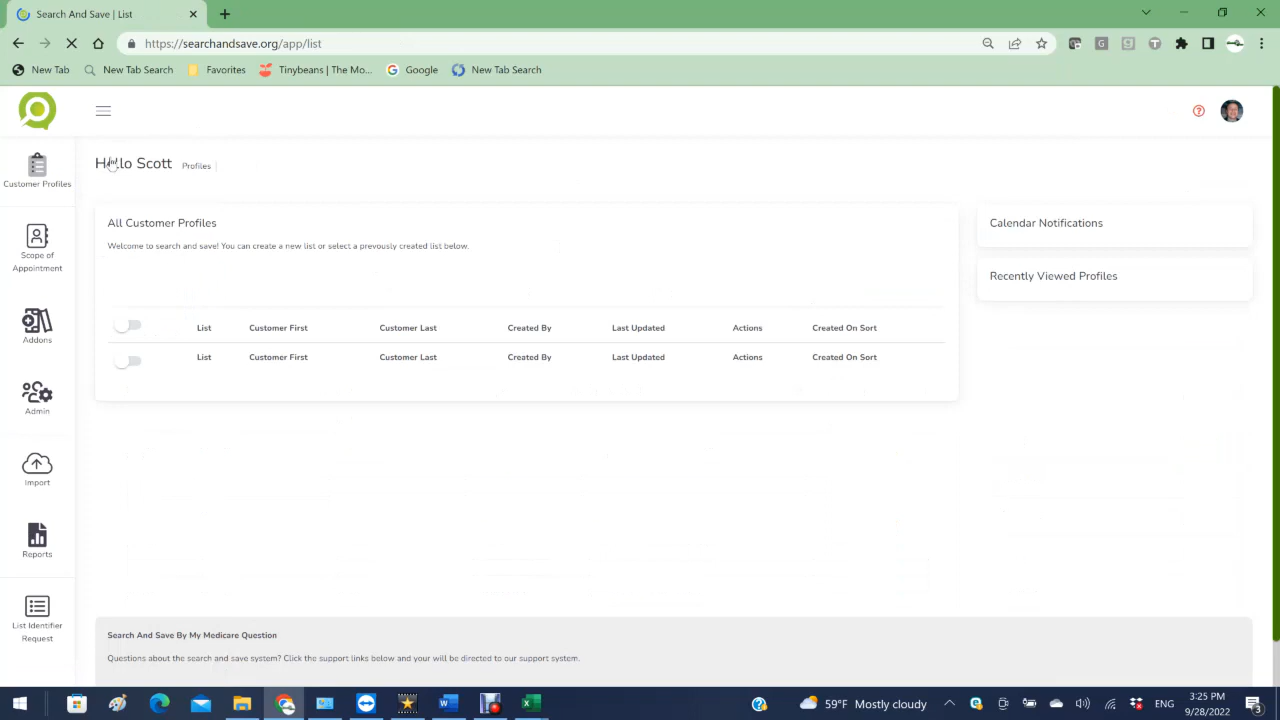 Search And Save | List
https://searchandsave.org/app/list
New Tab
New Tab Search
Favorites
Tinybeans | The Mo...
Google
New Tab Search
Hello Scott
Profiles
Customer Profiles
Scope of
Appointment
Addons
Admin
Import
Reports
List Identifier
Request
All Customer Profiles
Welcome to search and save! You can create a new list or select a prevously created list below.
List Customer First Customer Last Created By Last Updated Actions Created On Sort
List Customer First Customer Last Created By Last Updated Actions Created On Sort
Calendar Notifications
Recently Viewed Profiles
Search And Save By My Medicare Question
Questions about the search and save system? Click the support links below and your will be directed to our support system.
59°F Mostly cloudy
ENG
3:25 PM
9/28/2022
3